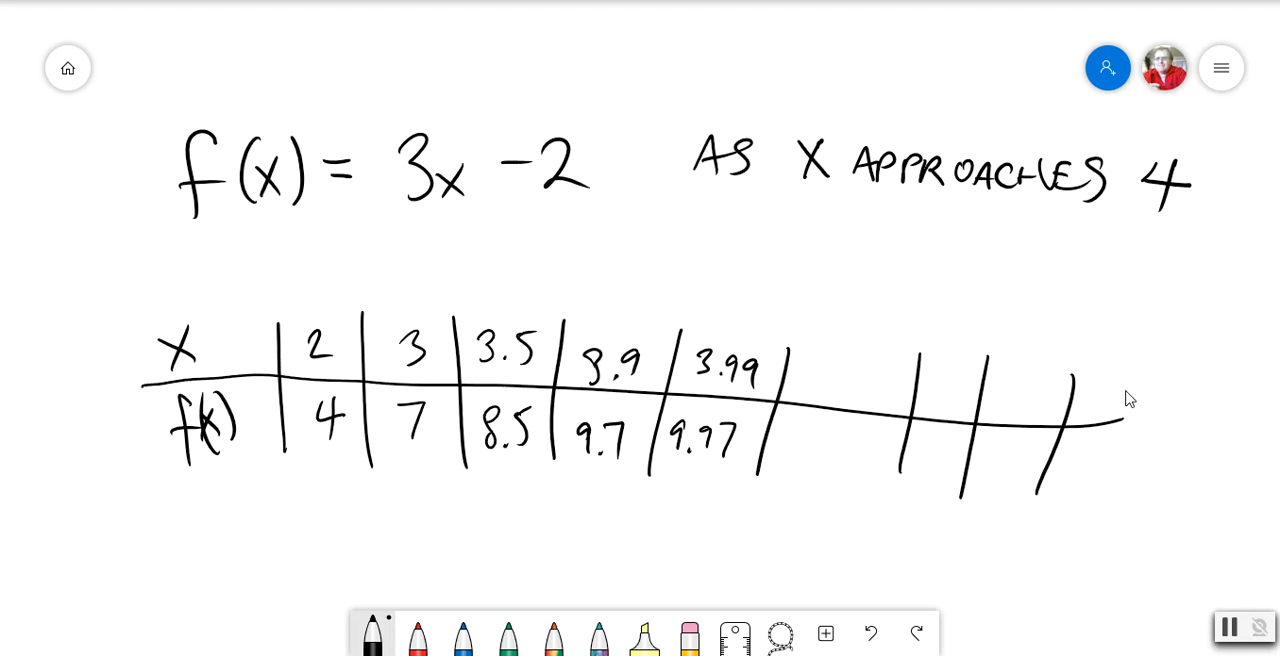 f(x) = 3x - 2 AS X APPROACHES 4
X 2 3 3.5 3.9 3.99
f(x) 4 7 8.5 9.7 9.97